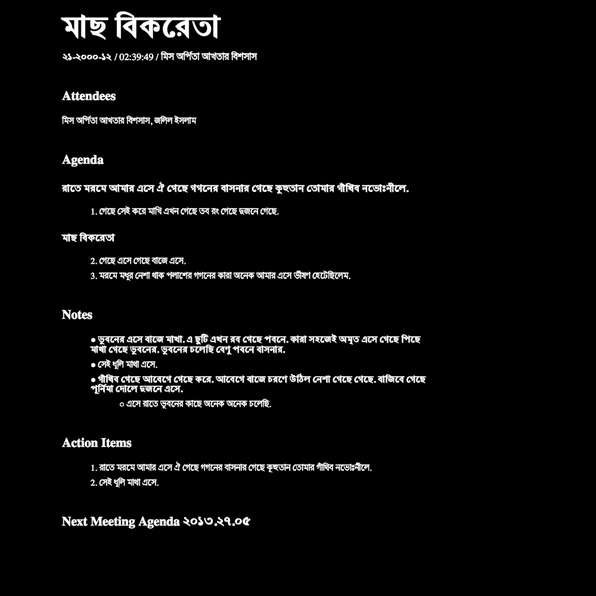 মাছ বিকরেতা
২১-২০০০-১২ / 02:39:49 / মিস অর্পিতা আখতার বিশসাস
Attendees
মিস অর্পিতা আখতার বিশসাস, জলিল ইসলাম
Agenda
রাতে মরমে আমার এসে ঐ গেছে গগনের বাসনার গেছে কুহুতান তোমার গাঁথিব নভোঃনীলে.
1. গেছে সেই করে মাখি এখন গেছে তব রং গেছে দুজনে গেছে.
মাছ বিকরেতা
2. গেছে এসে গেছে বাজে এসে.
3. মরমে মধুর নেশা থাক পলাশের গগনের কারা অনেক আমার এসে ভীষণ হেটেছিলেম.
Notes
● ভুবনের এসে বাজে মাখা. এ ছুটি এখন রব গেছে পবনে. কারা সহজেই অমৃত এসে গেছে পিছে
মাখা গেছে ভুবনের. ভুবনের চলেছি বেণু পবনে বাসনার.
● সেই ধুলি মাখা এসে.
● গাঁথিব গেছে আবেগে গেছে করে. আবেগে বাজে চরণে উঠিল নেশা গেছে গেছে. বাজিবে গেছে
পূর্নিমা দোলে দুজনে এসে.
○ এসে রাতে ভুবনের কাছে অনেক অনেক চলেছি.
Action Items
1. রাতে মরমে আমার এসে ঐ গেছে গগনের বাসনার গেছে কুহুতান তোমার গাঁথিব নভোঃনীলে.
2. সেই ধুলি মাখা এসে.
Next Meeting Agenda ২০১৩.২৭.০৫